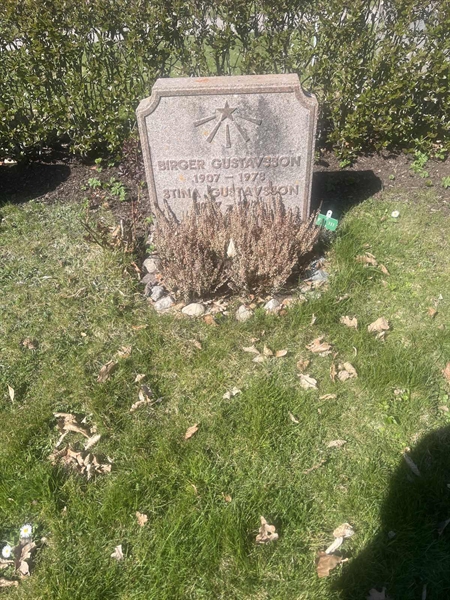 BIRGER GUSTAVSSON
1907 – 1978
STINA GUSTAVSSON